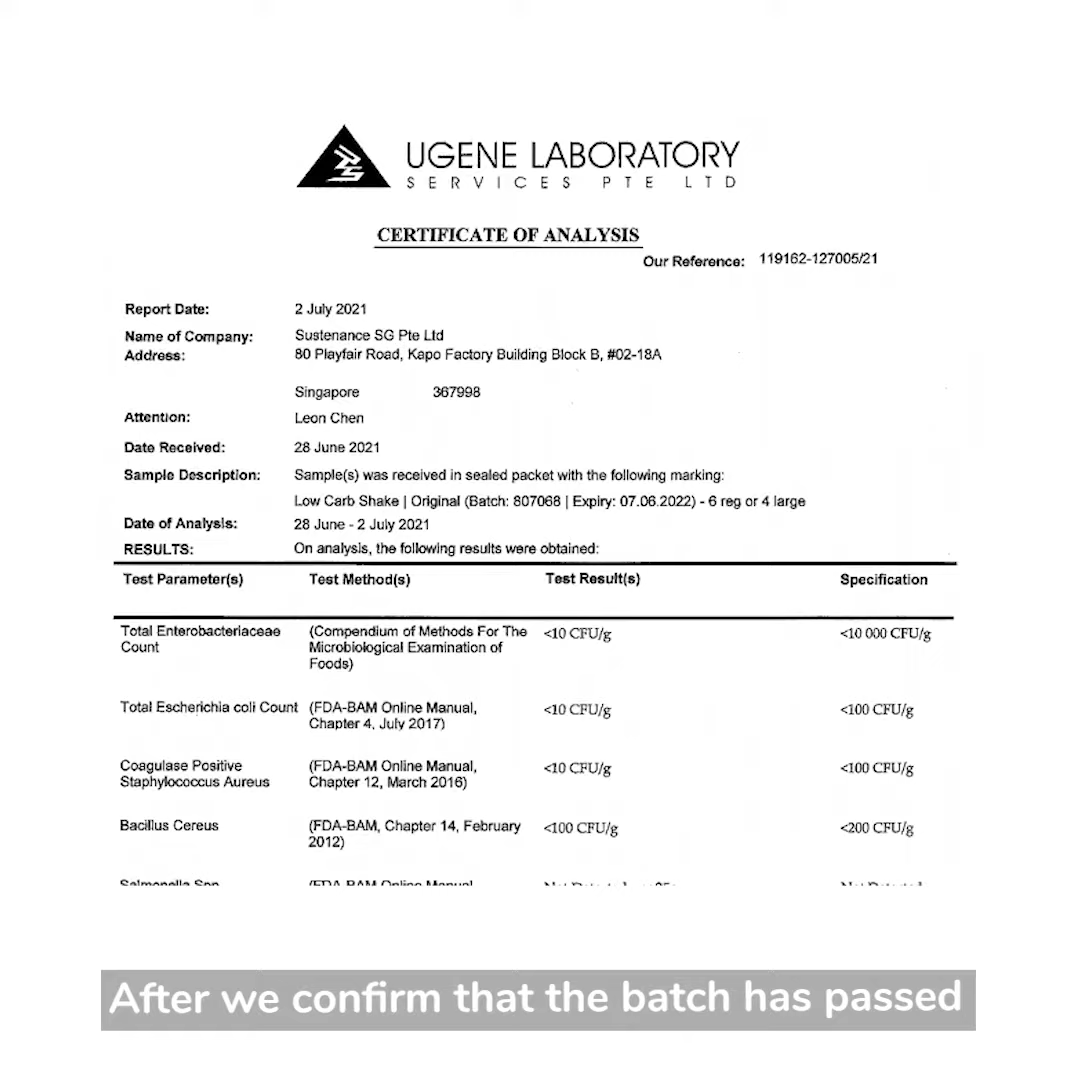 UGENE LABORATORY
SERVICES PTE LTD
CERTIFICATE OF ANALYSIS
Our Reference: 119162-127005/21
Report Date: 2 July 2021
Name of Company: Sustenance SG Pte Ltd
Address: 80 Playfair Road, Kapo Factory Building Block B, #02-18A
Singapore 367998
Attention: Leon Chen
Date Received: 28 June 2021
Sample Description: Sample(s) was received in sealed packet with the following marking:
Low Carb Shake | Original (Batch: 807068 | Expiry: 07.06.2022) - 6 reg or 4 large
Date of Analysis: 28 June - 2 July 2021
RESULTS: On analysis, the following results were obtained:
Test Parameter(s) Test Method(s) Test Result(s) Specification
Total Enterobacteriaceae (Compendium of Methods For The <10 CFU/g <10 000 CFU/g
Count Microbiological Examination of
Foods)
Total Escherichia coli Count (FDA-BAM Online Manual, <10 CFU/g <100 CFU/g
Chapter 4, July 2017)
Coagulase Positive (FDA-BAM Online Manual, <10 CFU/g <100 CFU/g
Staphylococcus Aureus Chapter 12, March 2016)
Bacillus Cereus (FDA-BAM, Chapter 14, February <100 CFU/g <200 CFU/g
2012)
Salmonella Spp (FDA-BAM Online Manual
After we confirm that the batch has passed